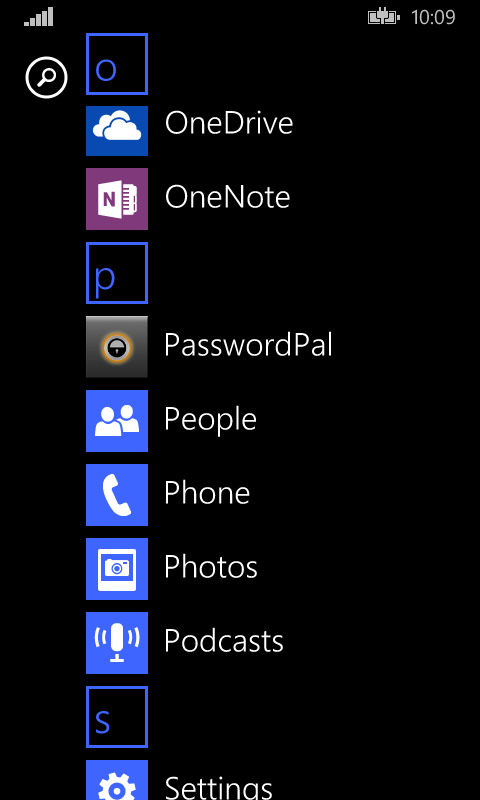 10:09
o
OneDrive
N
OneNote
p
PasswordPal
People
Phone
Photos
Podcasts
s
Settings